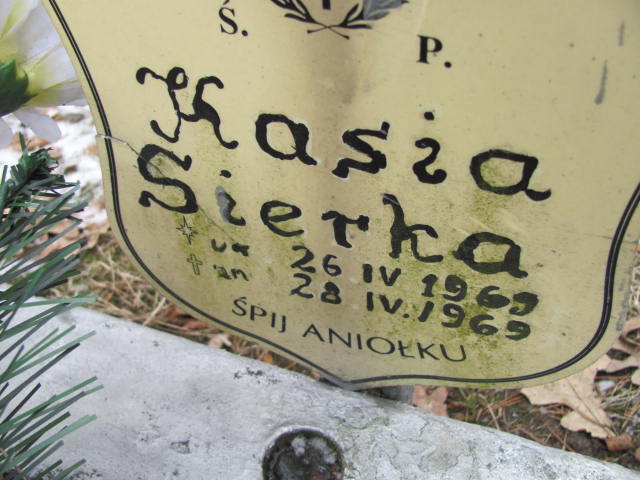 Ś. P.
Kasia
Sierka
ur 26 IV 1969
zm 28 IV. 1969
ŚPIJ ANIOŁKU